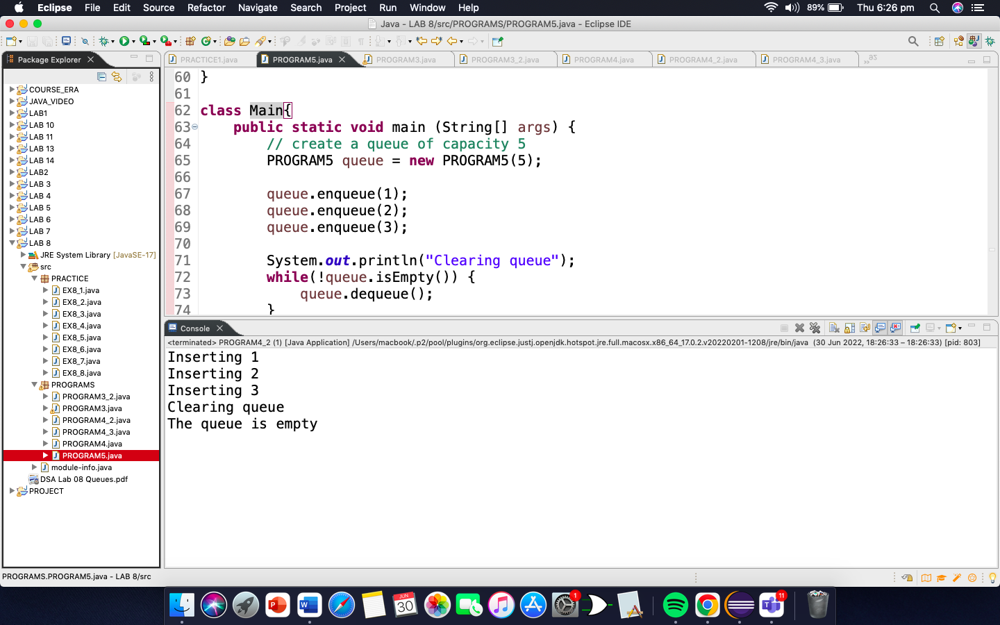 Eclipse File Edit Source Refactor Navigate Search Project Run Window Help 89% Thu 6:26 pm
Java - LAB 8/src/PROGRAMS/PROGRAM5.java - Eclipse IDE
Package Explorer
PRACTICE1.java PROGRAM5.java PROGRAM3.java PROGRAM3_2.java PROGRAM4.java PROGRAM4_2.java PROGRAM4_3.java »92
COURSE_ERA
JAVA_VIDEO
LAB1
LAB 10
LAB 11
LAB 13
LAB 14
LAB2
LAB 3
LAB 4
LAB 5
LAB 6
LAB 7
LAB 8
JRE System Library [JavaSE-17]
src
PRACTICE
EX8_1.java
EX8_2.java
EX8_3.java
EX8_4.java
EX8_5.java
EX8_6.java
EX8_7.java
EX8_8.java
PROGRAMS
PROGRAM3_2.java
PROGRAM3.java
PROGRAM4_2.java
PROGRAM4_3.java
PROGRAM4.java
PROGRAM5.java
module-info.java
DSA Lab 08 Queues.pdf
PROJECT
60 }
61
62 class Main{
63 public static void main (String[] args) {
64 // create a queue of capacity 5
65 PROGRAM5 queue = new PROGRAM5(5);
66
67 queue.enqueue(1);
68 queue.enqueue(2);
69 queue.enqueue(3);
70
71 System.out.println("Clearing queue");
72 while(!queue.isEmpty()) {
73 queue.dequeue();
74 }
Console
<terminated> PROGRAM4_2 (1) [Java Application] /Users/macbook/.p2/pool/plugins/org.eclipse.justj.openjdk.hotspot.jre.full.macosx.x86_64_17.0.2.v20220201-1208/jre/bin/java (30 Jun 2022, 18:26:33 – 18:26:33) [pid: 803]
Inserting 1
Inserting 2
Inserting 3
Clearing queue
The queue is empty
PROGRAMS.PROGRAM5.java - LAB 8/src
JUN
30
1
11